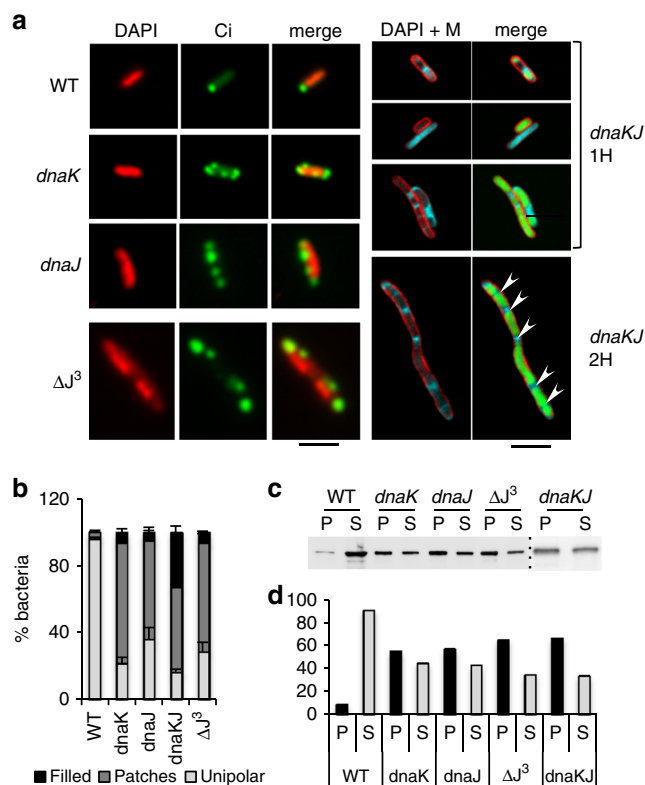 a
DAPI Ci merge
WT
dnaK
dnaJ
ΔJ³
DAPI + M merge
dnaKJ
1H
dnaKJ
2H
b
% bacteria
120
80
40
0
WT dnaK dnaJ dnaKJ ΔJ³
Filled Patches Unipolar
c
WT dnaK dnaJ ΔJ³ dnaKJ
P S P S P S P S P S
d
100
80
60
40
20
0
P S P S P S P S P S
WT dnaK dnaJ ΔJ³ dnaKJ